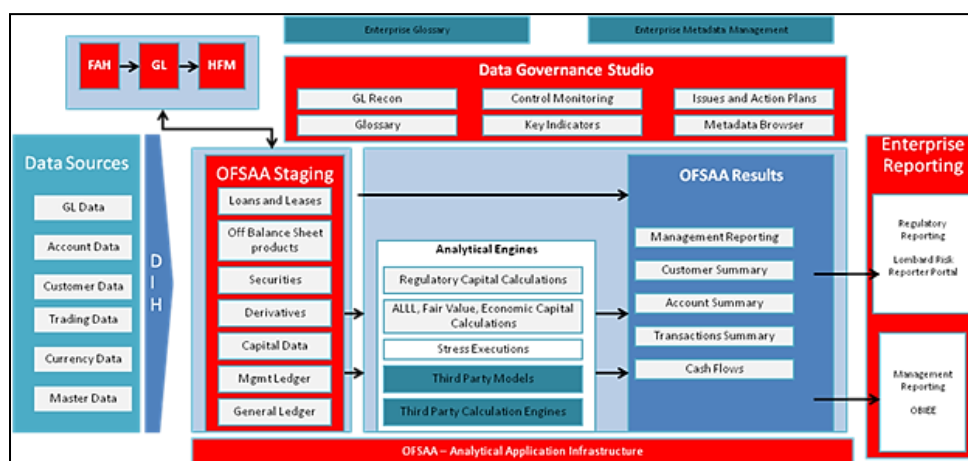 Enterprise Glossary
Enterprise Metadata Management
FAH
GL
HFM
Data Governance Studio
GL Recon
Control Monitoring
Issues and Action Plans
Glossary
Key Indicators
Metadata Browser
Data Sources
GL Data
Account Data
Customer Data
Trading Data
Currency Data
Master Data
D
I
H
OFSAA Staging
Loans and Leases
Off Balance Sheet
products
Securities
Derivatives
Capital Data
Mgmt Ledger
General Ledger
Analytical Engines
Regulatory Capital Calculations
ALLL, Fair Value, Economic Capital
Calculations
Stress Executions
Third Party Models
Third Party Calculation Engines
OFSAA Results
Management Reporting
Customer Summary
Account Summary
Transactions Summary
Cash Flows
Enterprise
Reporting
Regulatory
Reporting
Lombard Risk
Reporter Portal
Management
Reporting
OBIEE
OFSAA – Analytical Application Infrastructure